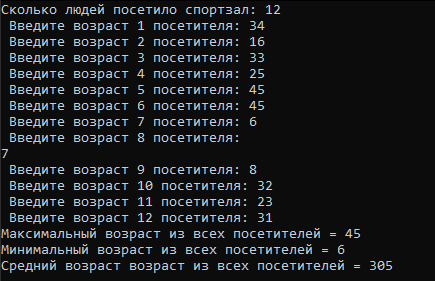 Сколько людей посетило спортзал: 12
Введите возраст 1 посетителя: 34
Введите возраст 2 посетителя: 16
Введите возраст 3 посетителя: 33
Введите возраст 4 посетителя: 25
Введите возраст 5 посетителя: 45
Введите возраст 6 посетителя: 45
Введите возраст 7 посетителя: 6
Введите возраст 8 посетителя:
7
Введите возраст 9 посетителя: 8
Введите возраст 10 посетителя: 32
Введите возраст 11 посетителя: 23
Введите возраст 12 посетителя: 31
Максимальный возраст из всех посетителей = 45
Минимальный возраст из всех посетителей = 6
Средний возраст возраст из всех посетителей = 305